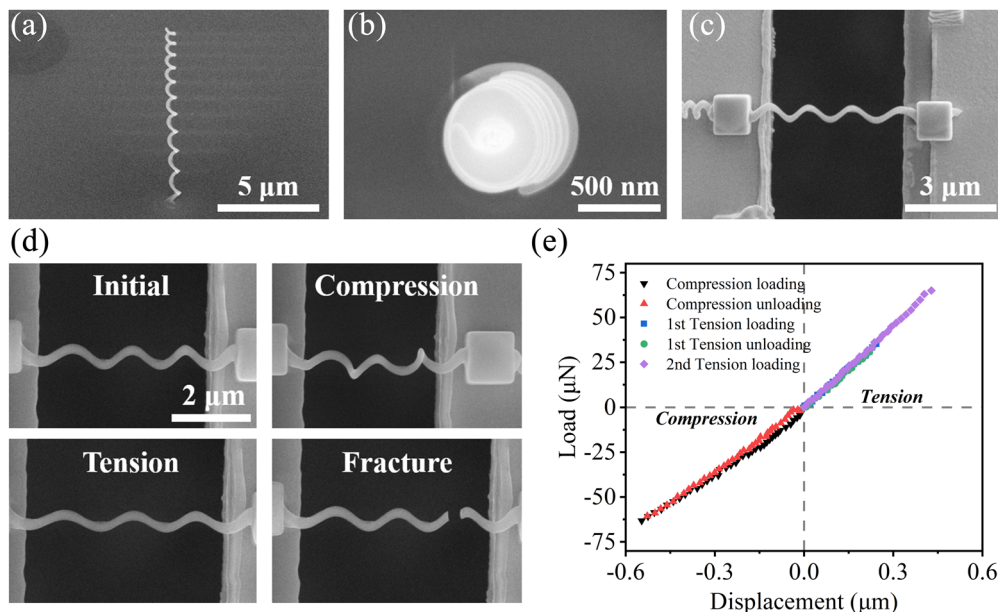 (a)
5 μm
(b)
500 nm
(c)
3 μm
(d)
Initial
2 μm
Compression
Tension
Fracture
(e)
Load (μN)
75
50
25
0
-25
-50
-75
Compression loading
Compression unloading
1st Tension loading
1st Tension unloading
2nd Tension loading
Compression
Tension
-0.6
-0.3
0.0
0.3
0.6
Displacement (μm)